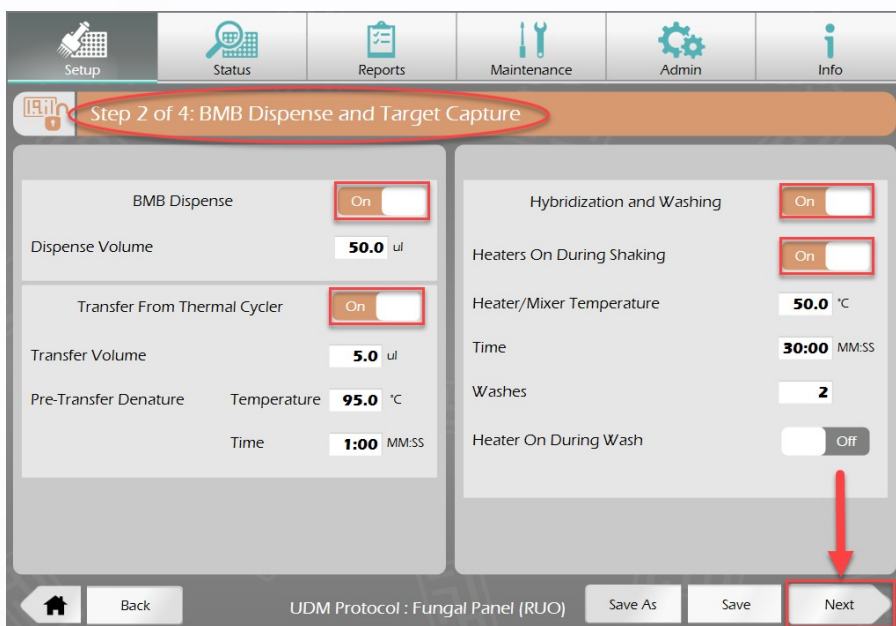 Setup
Status
Reports
Maintenance
Admin
Info
Step 2 of 4: BMB Dispense and Target Capture
BMB Dispense On
Dispense Volume 50.0 ul
Transfer From Thermal Cycler On
Transfer Volume 5.0 ul
Pre-Transfer Denature Temperature 95.0 °C
Time 1:00 MM:SS
Hybridization and Washing On
Heaters On During Shaking On
Heater/Mixer Temperature 50.0 °C
Time 30:00 MM:SS
Washes 2
Heater On During Wash Off
Back
UDM Protocol : Fungal Panel (RUO)
Save As
Save
Next